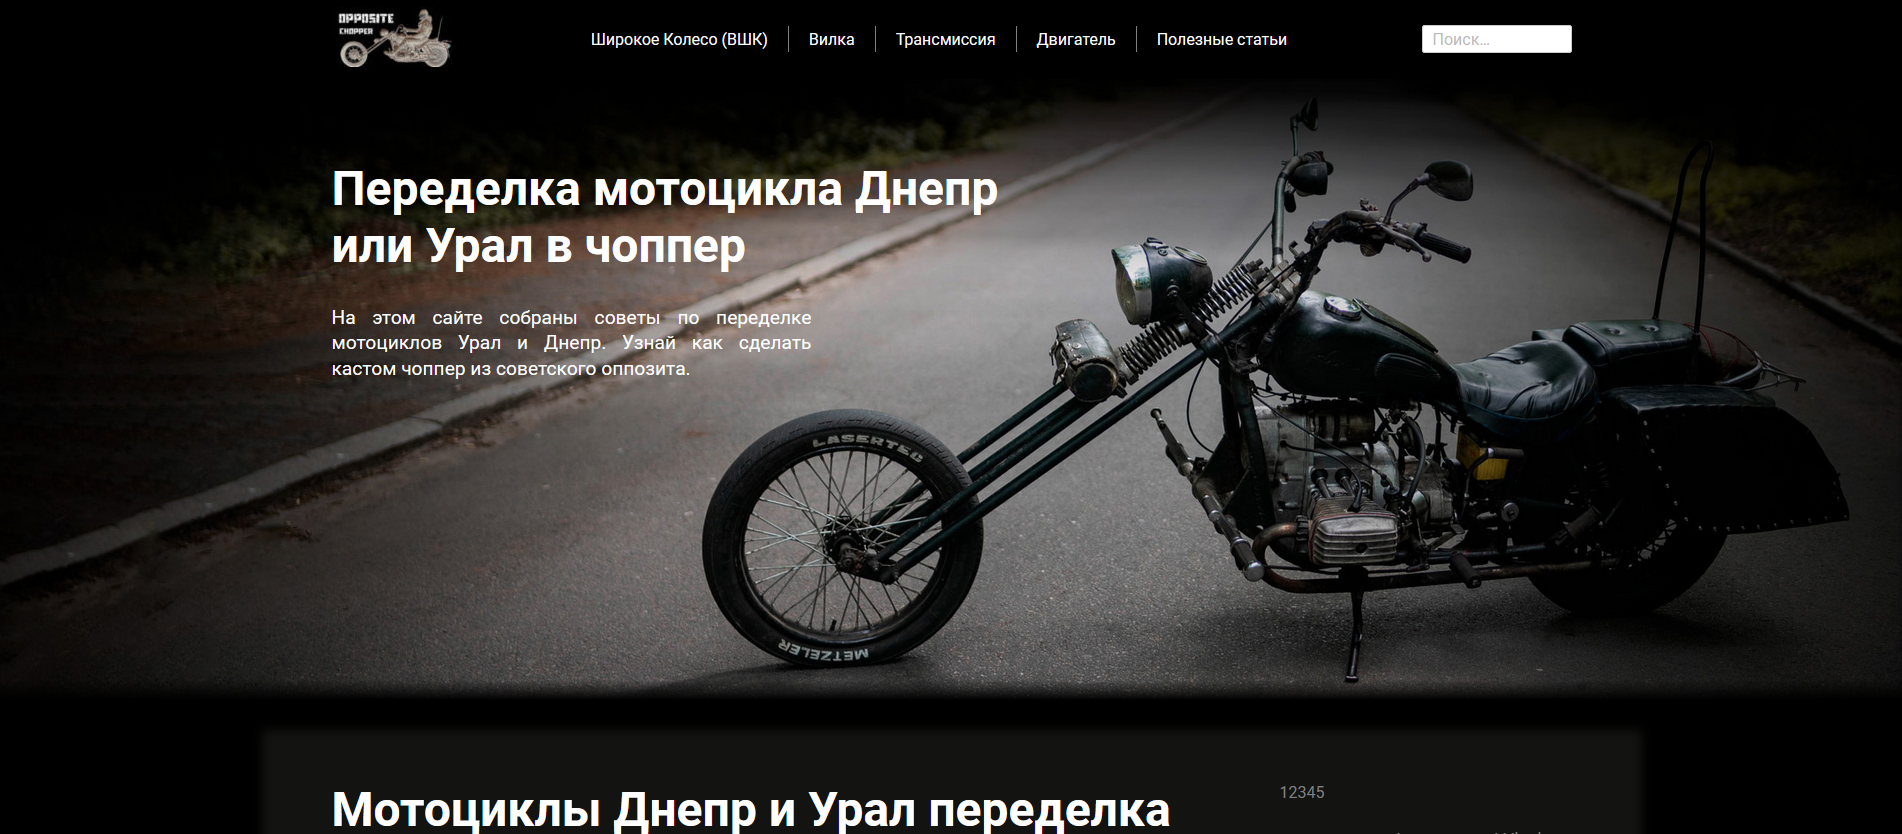 OPPOSITE
CHOPPER
Широкое Колесо (ВШК)
Вилка
Трансмиссия
Двигатель
Полезные статьи
Поиск...
Переделка мотоцикла Днепр
или Урал в чоппер
На этом сайте собраны советы по переделке
мотоциклов Урал и Днепр. Узнай как сделать
кастом чоппер из советского оппозита.
LASERTEC
METZELER
Мотоциклы Днепр и Урал переделка
12345